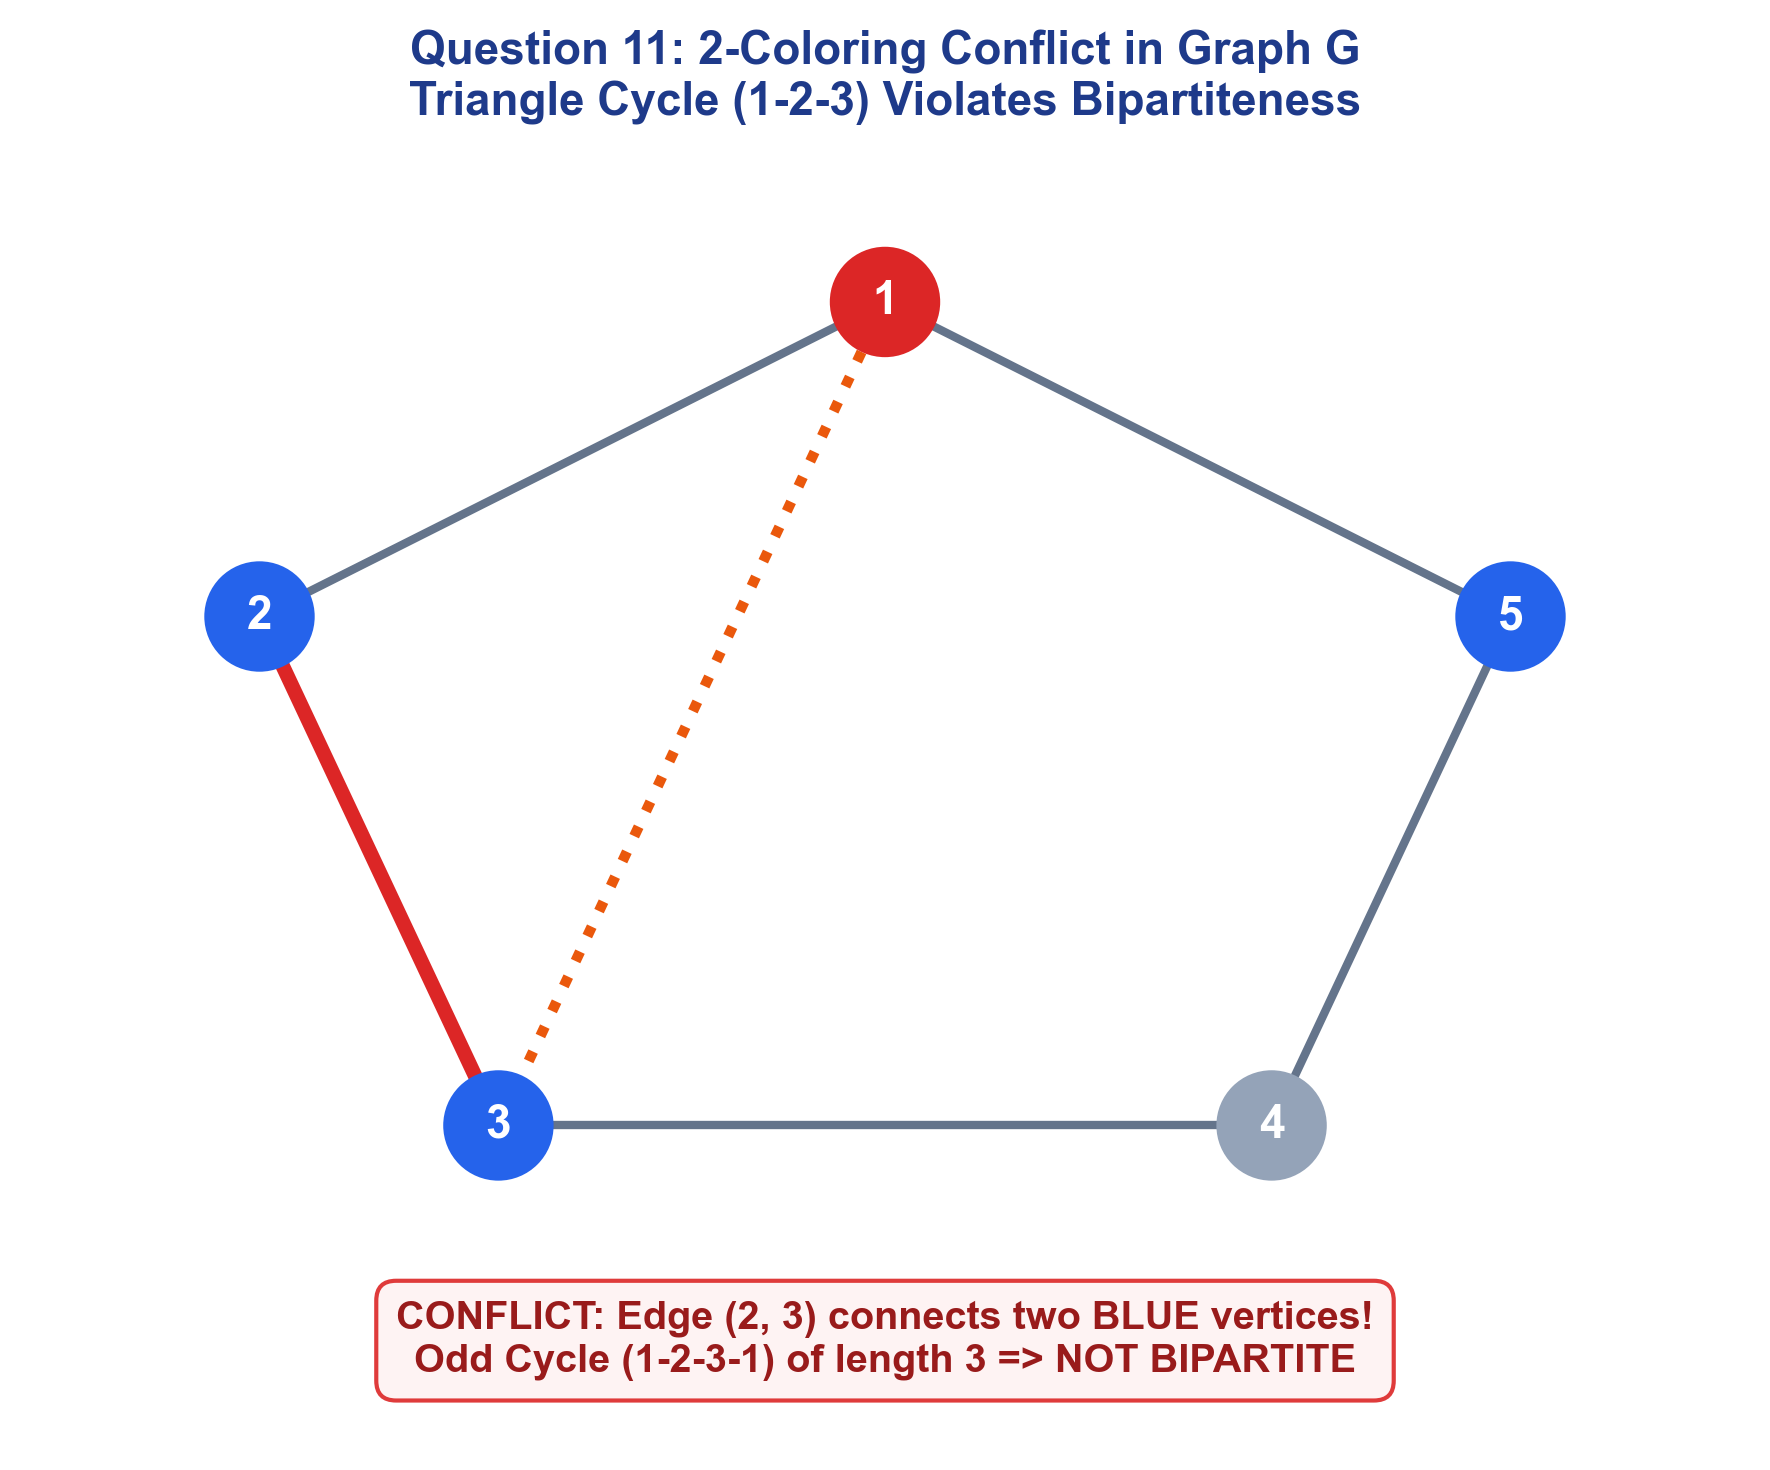 Question 11: 2-Coloring Conflict in Graph G
Triangle Cycle (1-2-3) Violates Bipartiteness
1
2
5
3
4
CONFLICT: Edge (2, 3) connects two BLUE vertices!
Odd Cycle (1-2-3-1) of length 3 => NOT BIPARTITE